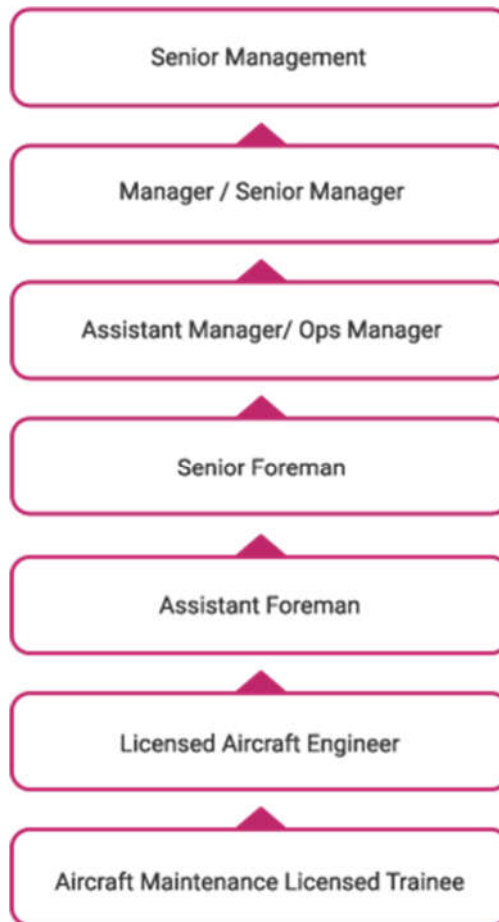 Senior Management
Manager / Senior Manager
Assistant Manager/ Ops Manager
Senior Foreman
Assistant Foreman
Licensed Aircraft Engineer
Aircraft Maintenance Licensed Trainee